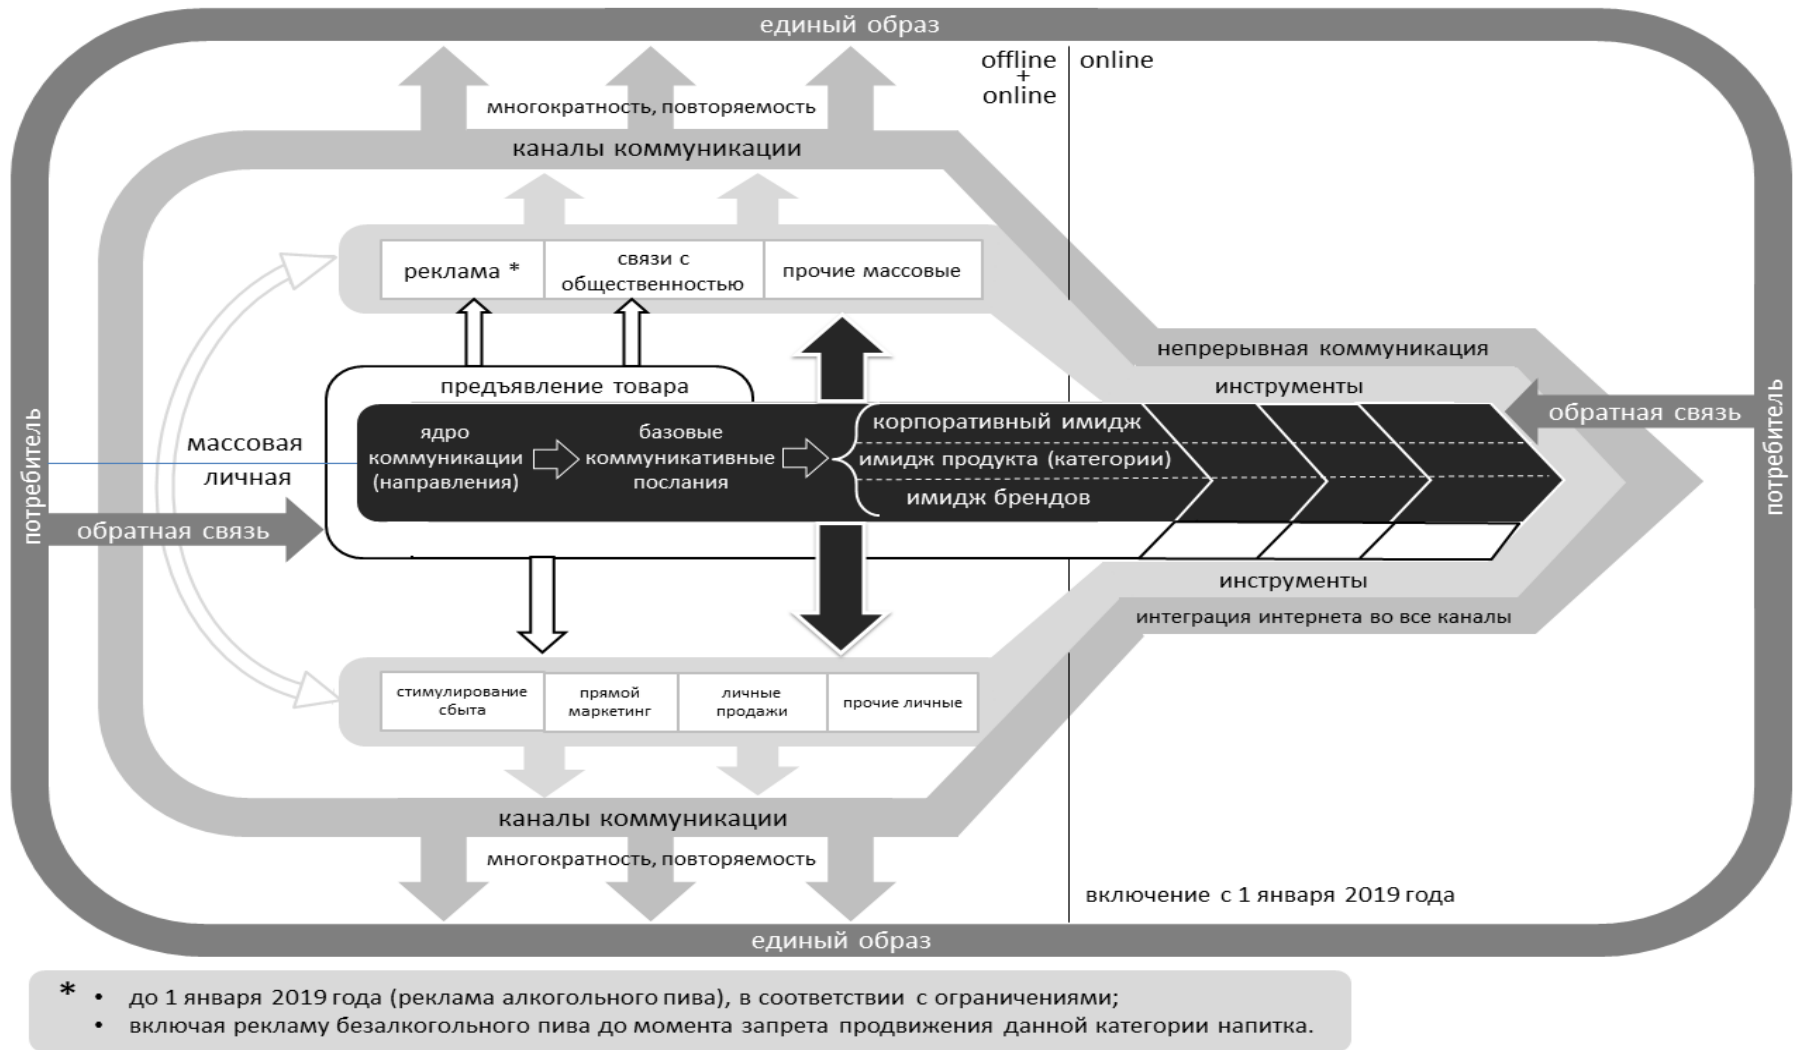 единый образ
offline
+
online
online
многократность, повторяемость
каналы коммуникации
реклама *
связи с
общественностью
прочие массовые
непрерывная коммуникация
инструменты
предъявление товара
потребитель
массовая
личная
обратная связь
ядро
коммуникации
(направления)
базовые
коммуникативные
послания
корпоративный имидж
имидж продукта (категории)
имидж брендов
обратная связь
потребитель
инструменты
интеграция интернета во все каналы
стимулирование
сбыта
прямой
маркетинг
личные
продажи
прочие личные
каналы коммуникации
многократность, повторяемость
включение с 1 января 2019 года
единый образ
* • до 1 января 2019 года (реклама алкогольного пива), в соответствии с ограничениями;
• включая рекламу безалкогольного пива до момента запрета продвижения данной категории напитка.